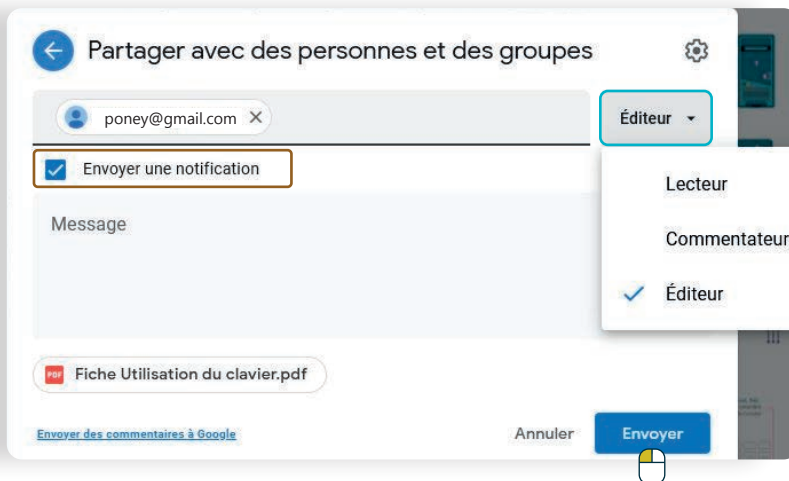 Partager avec des personnes et des groupes
poney@gmail.com
Éditeur
Envoyer une notification
Lecteur
Message
Commentateur
Éditeur
PDF Fiche Utilisation du clavier.pdf
Envoyer des commentaires à Google
Annuler
Envoyer